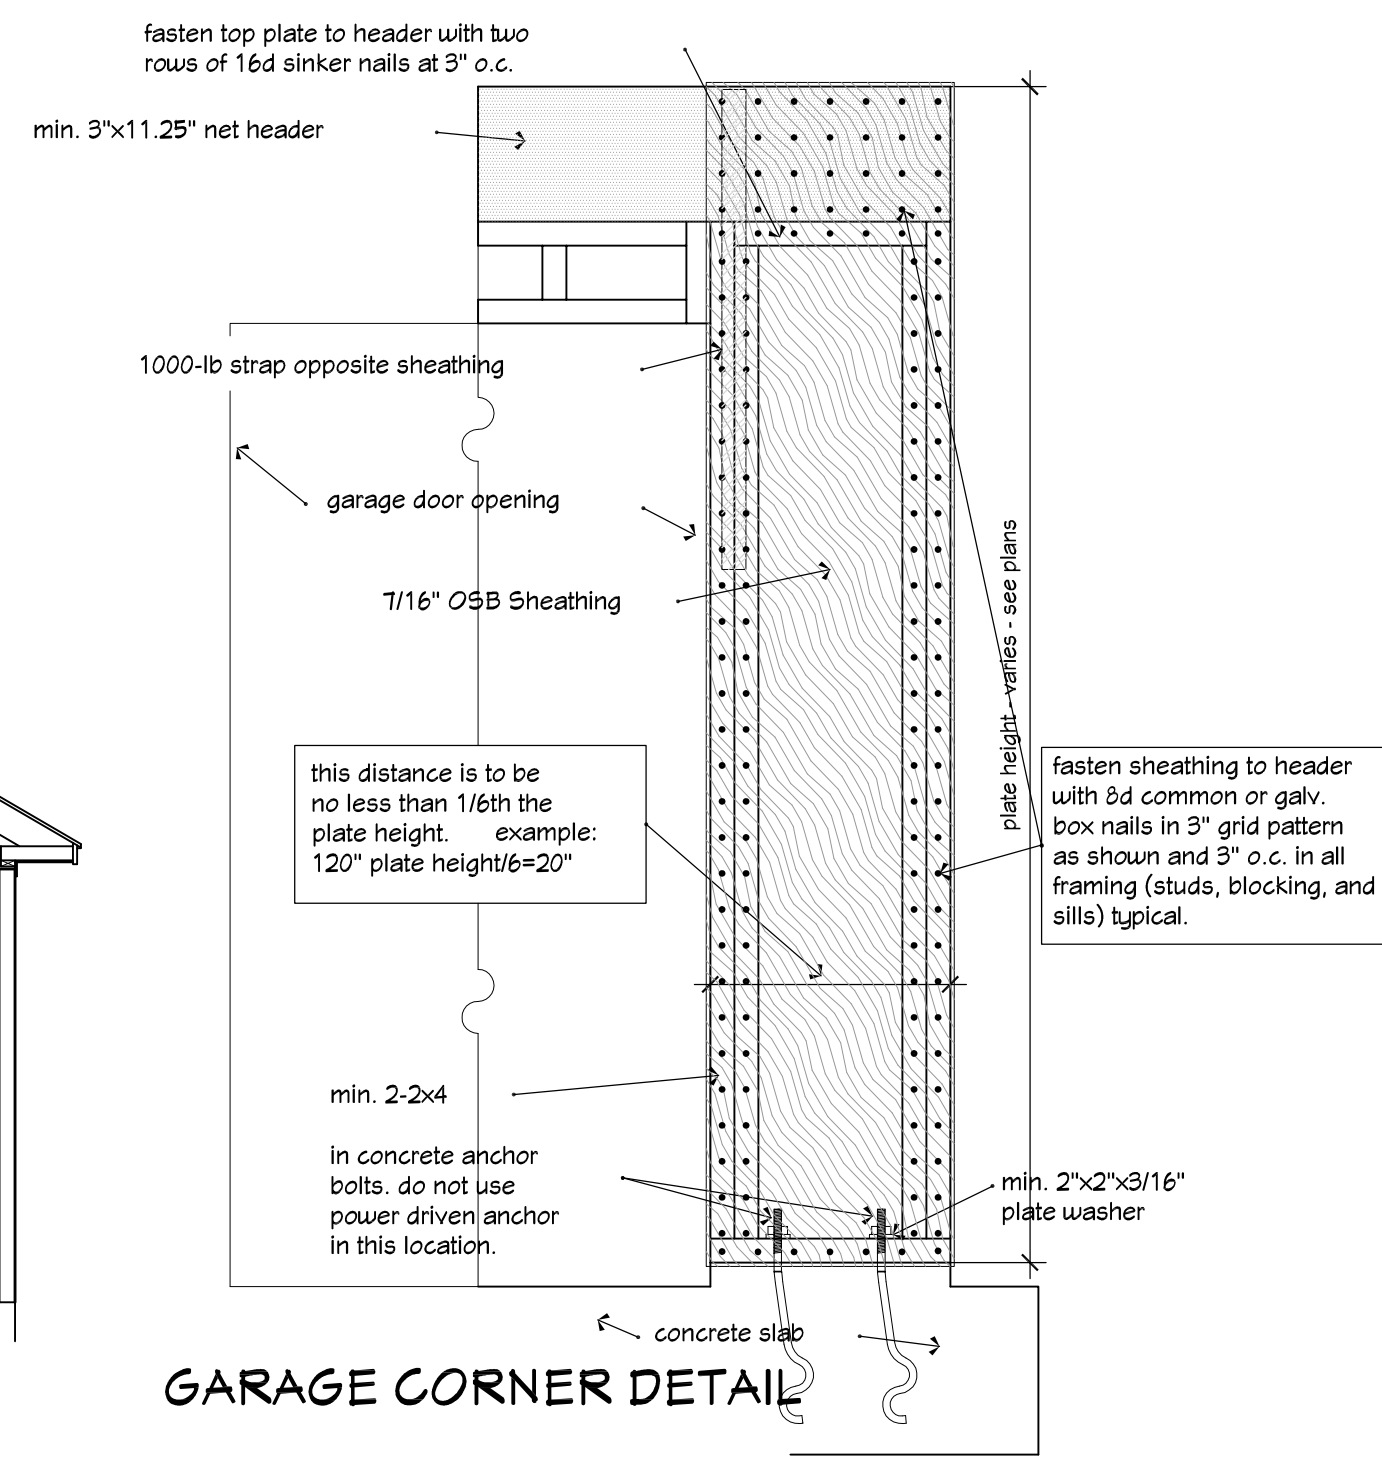 fasten top plate to header with two
rows of 16d sinker nails at 3" o.c.
min. 3"x11.25" net header
1000-lb strap opposite sheathing
garage door opening
7/16" OSB Sheathing
plate height - varies - see plans
this distance is to be
no less than 1/6th the
plate height. example:
120" plate height/6=20"
fasten sheathing to header
with 8d common or galv.
box nails in 3" grid pattern
as shown and 3" o.c. in all
framing (studs, blocking, and
sills) typical.
min. 2-2x4
in concrete anchor
bolts. do not use
power driven anchor
in this location.
min. 2"x2"x3/16"
plate washer
concrete slab
GARAGE CORNER DETAIL